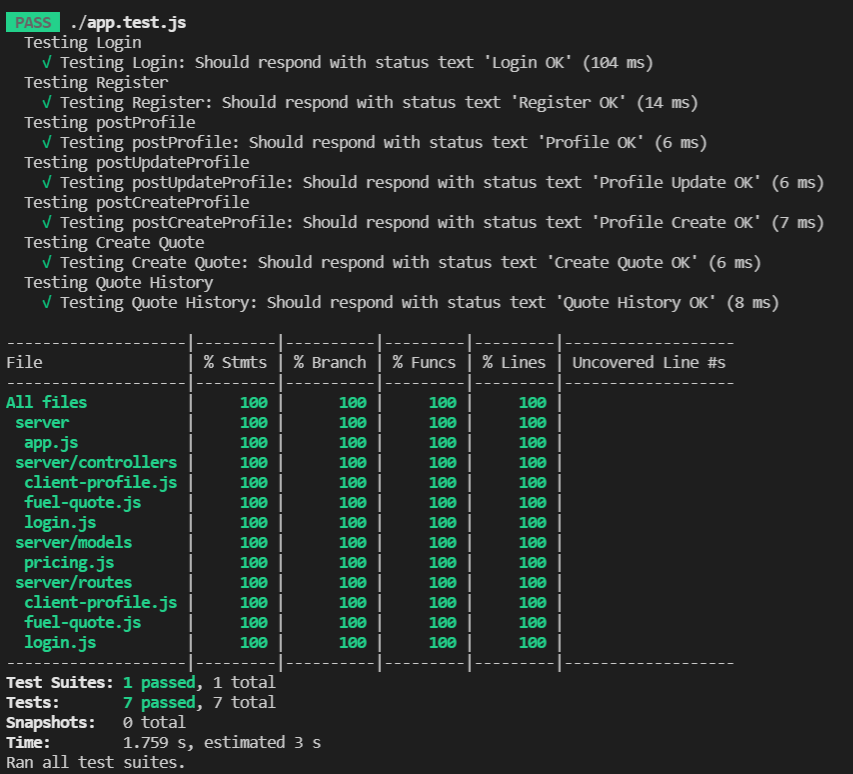 PASS ./app.test.js
Testing Login
√ Testing Login: Should respond with status text 'Login OK' (104 ms)
Testing Register
√ Testing Register: Should respond with status text 'Register OK' (14 ms)
Testing postProfile
√ Testing postProfile: Should respond with status text 'Profile OK' (6 ms)
Testing postUpdateProfile
√ Testing postUpdateProfile: Should respond with status text 'Profile Update OK' (6 ms)
Testing postCreateProfile
√ Testing postCreateProfile: Should respond with status text 'Profile Create OK' (7 ms)
Testing Create Quote
√ Testing Create Quote: Should respond with status text 'Create Quote OK' (6 ms)
Testing Quote History
√ Testing Quote History: Should respond with status text 'Quote History OK' (8 ms)
--------------------|---------|----------|---------|---------|-------------------
File | % Stmts | % Branch | % Funcs | % Lines | Uncovered Line #s
--------------------|---------|----------|---------|---------|-------------------
All files | 100 | 100 | 100 | 100 |
server | 100 | 100 | 100 | 100 |
app.js | 100 | 100 | 100 | 100 |
server/controllers | 100 | 100 | 100 | 100 |
client-profile.js | 100 | 100 | 100 | 100 |
fuel-quote.js | 100 | 100 | 100 | 100 |
login.js | 100 | 100 | 100 | 100 |
server/models | 100 | 100 | 100 | 100 |
pricing.js | 100 | 100 | 100 | 100 |
server/routes | 100 | 100 | 100 | 100 |
client-profile.js | 100 | 100 | 100 | 100 |
fuel-quote.js | 100 | 100 | 100 | 100 |
login.js | 100 | 100 | 100 | 100 |
--------------------|---------|----------|---------|---------|-------------------
Test Suites: 1 passed, 1 total
Tests: 7 passed, 7 total
Snapshots: 0 total
Time: 1.759 s, estimated 3 s
Ran all test suites.